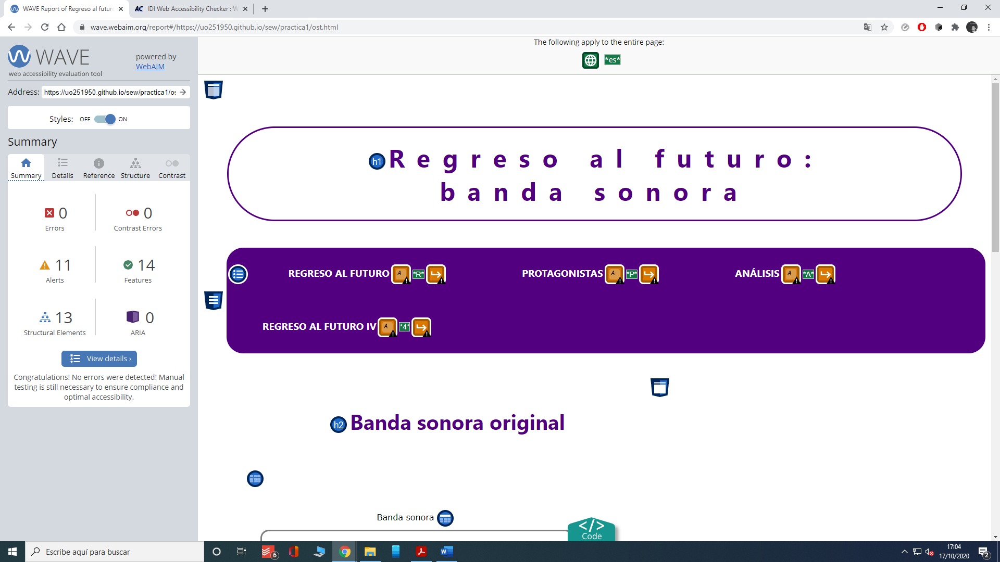 WAVE Report of Regreso al futur
IDI Web Accessibility Checker : W
wave.webaim.org/report#/https://uo251950.github.io/sew/practica1/ost.html
WAVE
web accessibility evaluation tool
powered by
WebAIM
Address: https://uo251950.github.io/sew/practica1/os
Styles: OFF ON
Summary
Summary Details Reference Structure Contrast
0 Errors
0 Contrast Errors
11 Alerts
14 Features
13 Structural Elements
0 ARIA
View details ›
Congratulations! No errors were detected! Manual
testing is still necessary to ensure compliance and
optimal accessibility.
The following apply to the entire page:
*es*
h1 Regreso al futuro:
banda sonora
REGRESO AL FUTURO A *R* PROTAGONISTAS A *P* ANÁLISIS A *A*
REGRESO AL FUTURO IV A *4*
h2 Banda sonora original
Banda sonora
</>
Code
Escribe aquí para buscar
6
17:04
17/10/2020
2